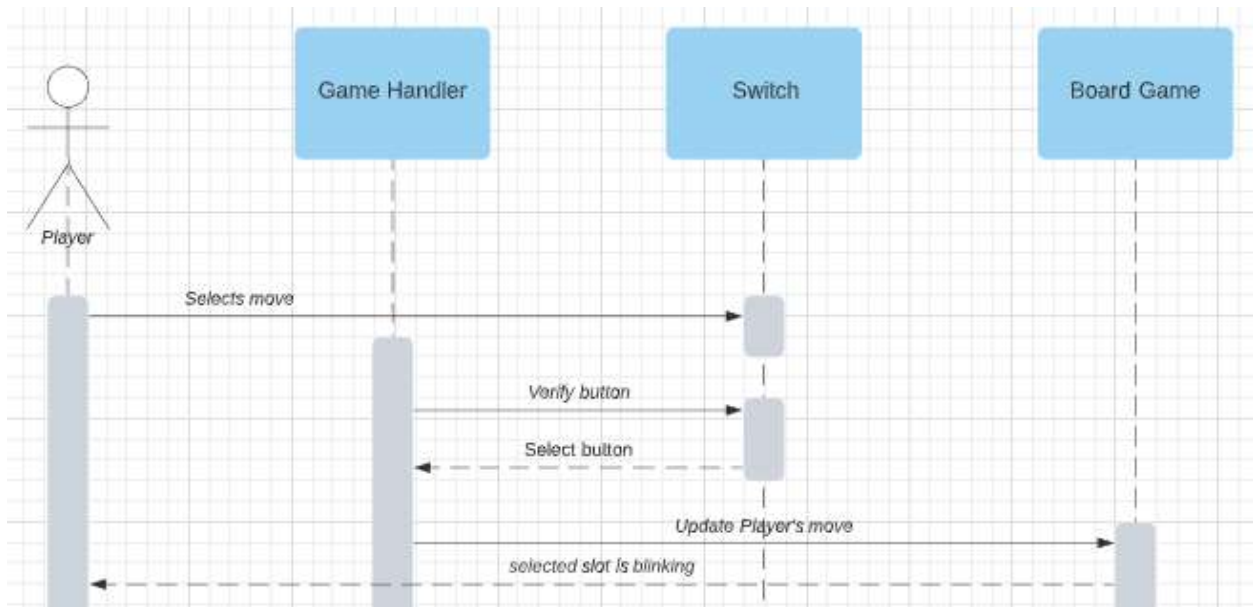 Game Handler
Switch
Board Game
Player
Selects move
Verify button
Select button
Update Player's move
selected slot is blinking